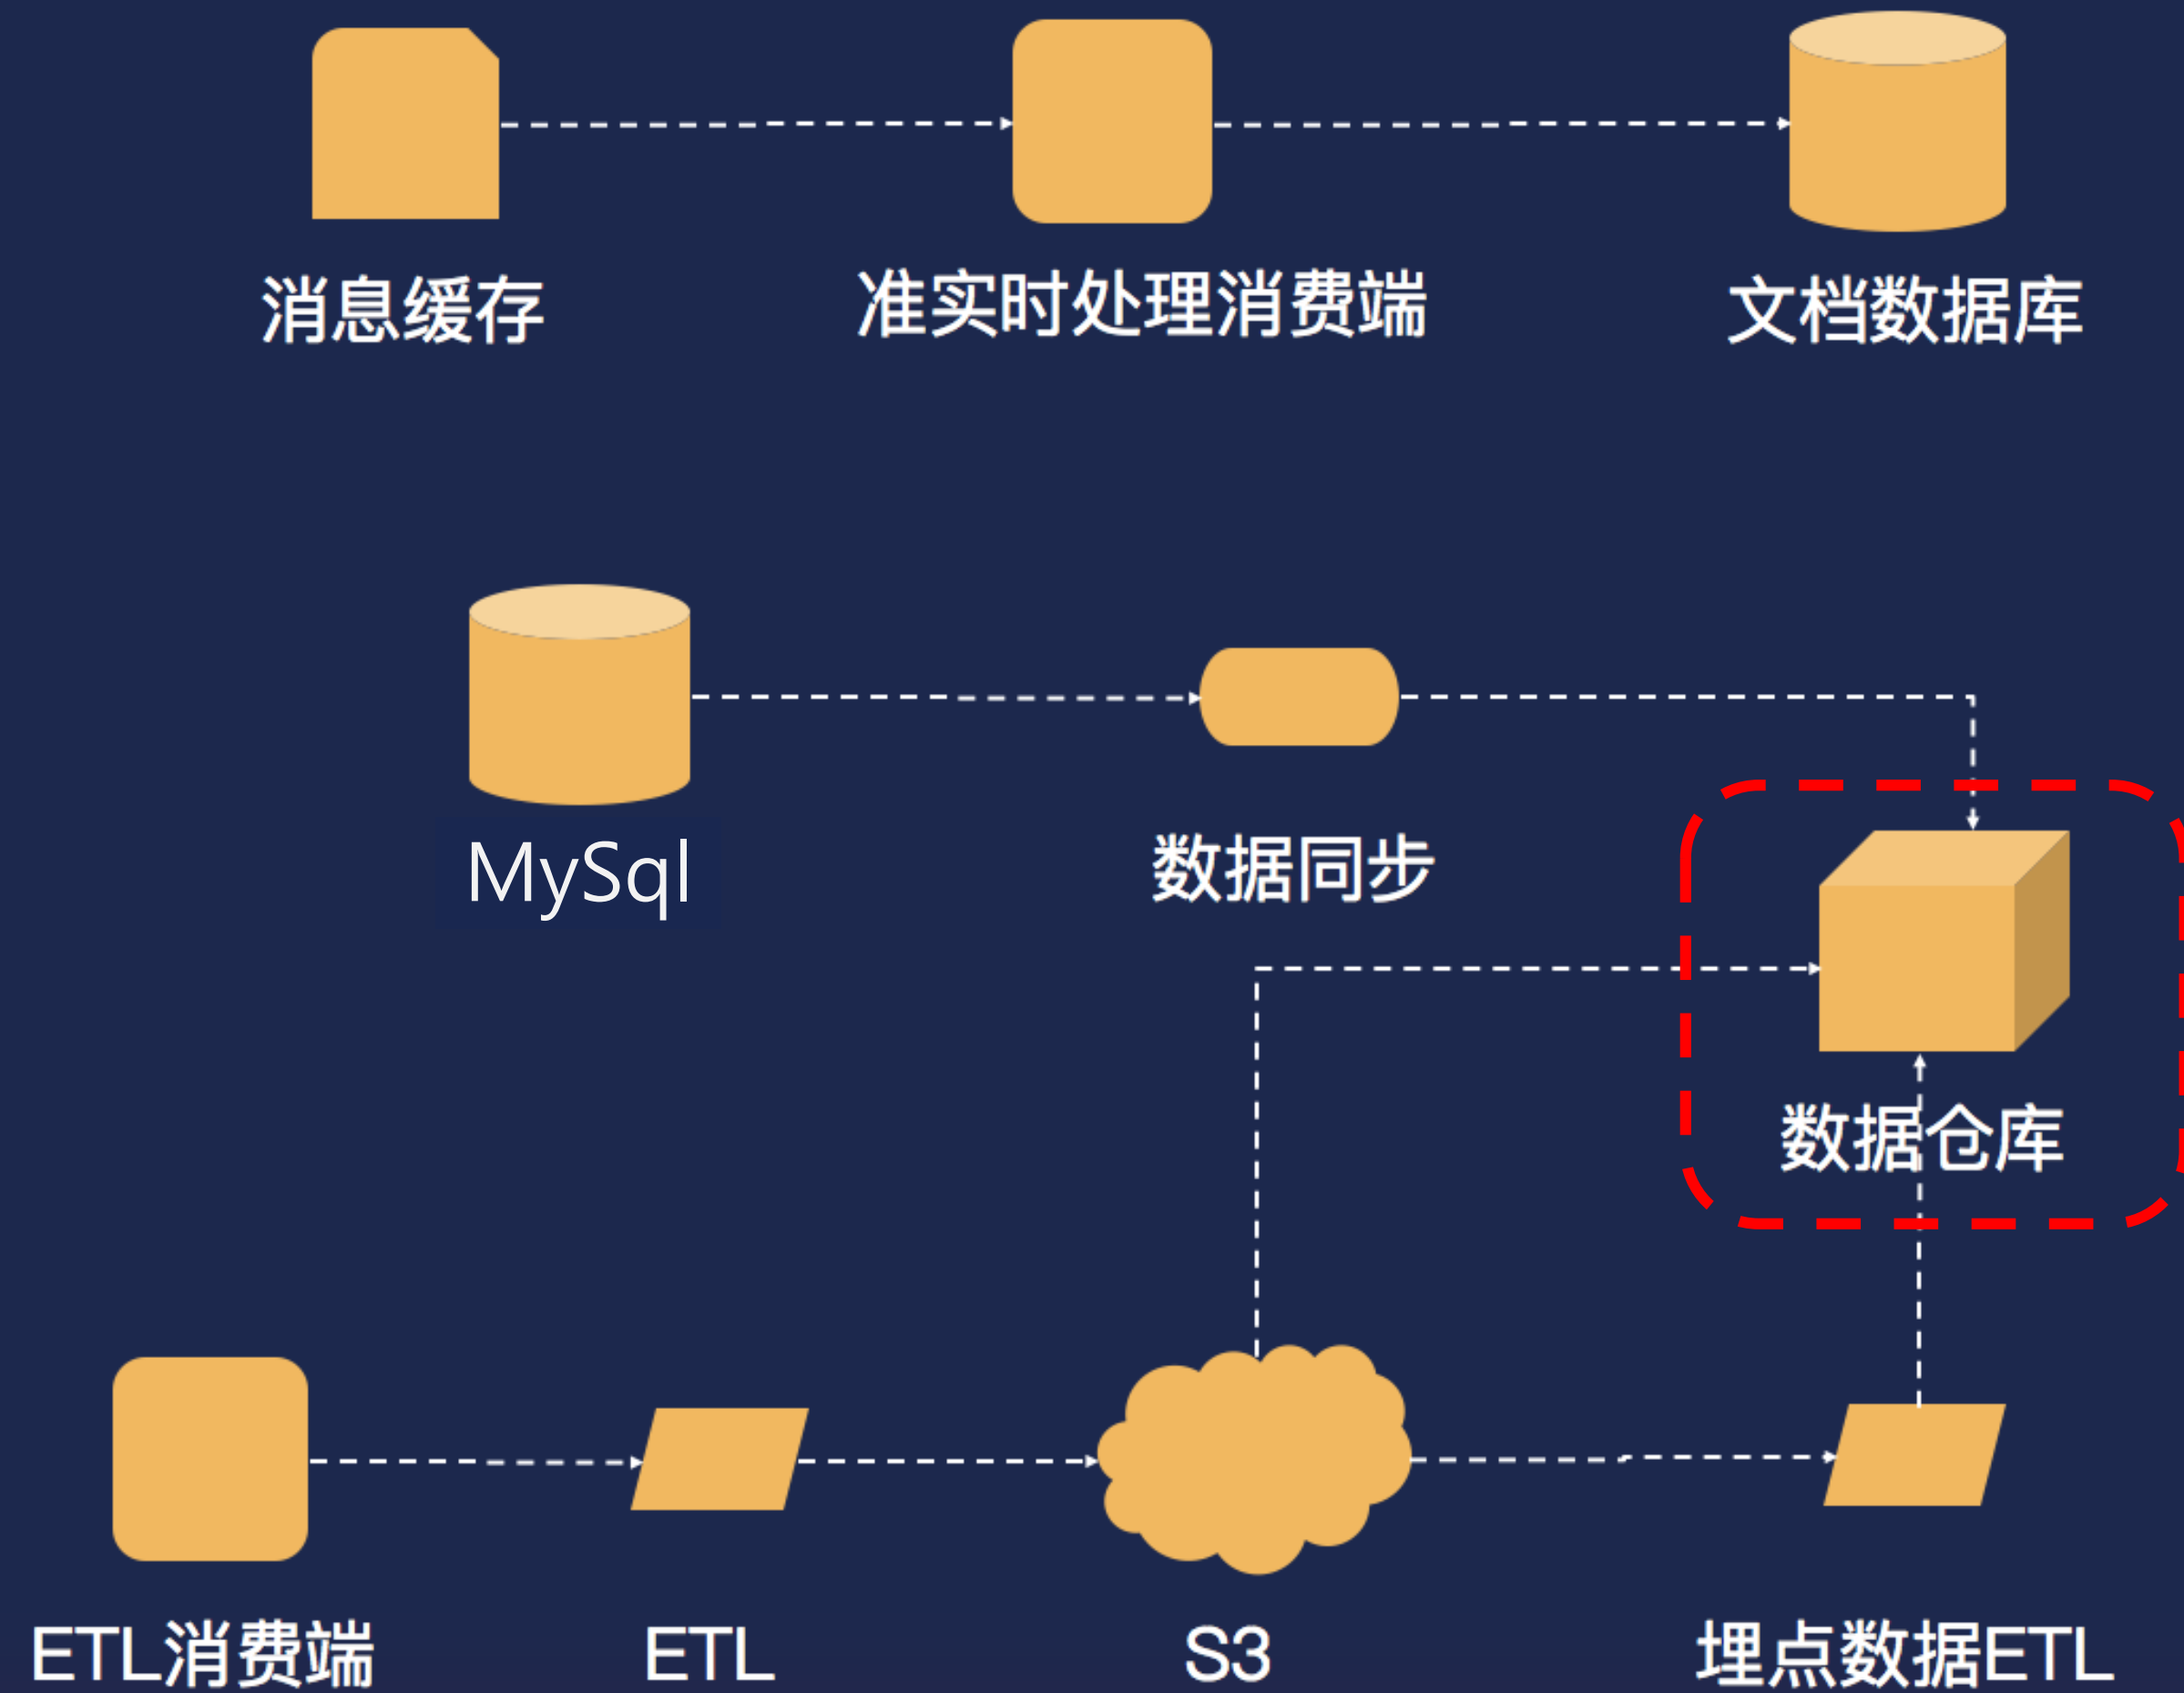 消息缓存
准实时处理消费端
文档数据库
MySql
数据同步
数据仓库
ETL消费端
ETL
S3
埋点数据ETL